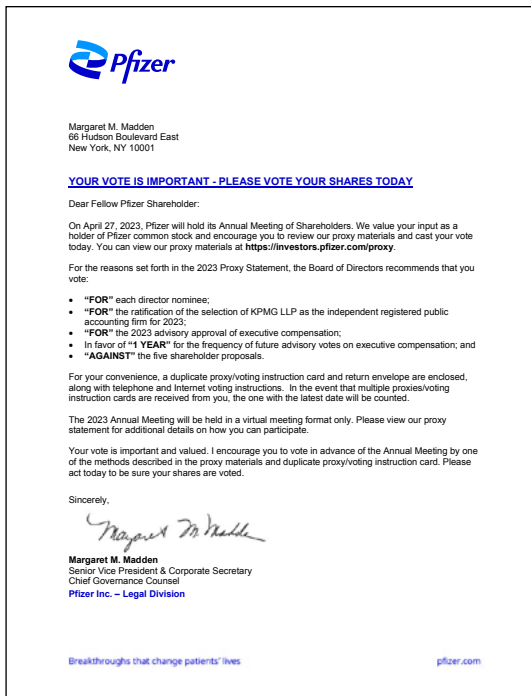 Pfizer
Margaret M. Madden
66 Hudson Boulevard East
New York, NY 10001
YOUR VOTE IS IMPORTANT - PLEASE VOTE YOUR SHARES TODAY
Dear Fellow Pfizer Shareholder:
On April 27, 2023, Pfizer will hold its Annual Meeting of Shareholders. We value your input as a
holder of Pfizer common stock and encourage you to review our proxy materials and cast your vote
today. You can view our proxy materials at https://investors.pfizer.com/proxy.
For the reasons set forth in the 2023 Proxy Statement, the Board of Directors recommends that you
vote:
• “FOR” each director nominee;
• “FOR” the ratification of the selection of KPMG LLP as the independent registered public
accounting firm for 2023;
• “FOR” the 2023 advisory approval of executive compensation;
• In favor of “1 YEAR” for the frequency of future advisory votes on executive compensation; and
• “AGAINST” the five shareholder proposals.
For your convenience, a duplicate proxy/voting instruction card and return envelope are enclosed,
along with telephone and Internet voting instructions. In the event that multiple proxies/voting
instruction cards are received from you, the one with the latest date will be counted.
The 2023 Annual Meeting will be held in a virtual meeting format only. Please view our proxy
statement for additional details on how you can participate.
Your vote is important and valued. I encourage you to vote in advance of the Annual Meeting by one
of the methods described in the proxy materials and duplicate proxy/voting instruction card. Please
act today to be sure your shares are voted.
Sincerely,
Margaret M. Madden
Margaret M. Madden
Senior Vice President & Corporate Secretary
Chief Governance Counsel
Pfizer Inc. – Legal Division
Breakthroughs that change patients' lives
pfizer.com